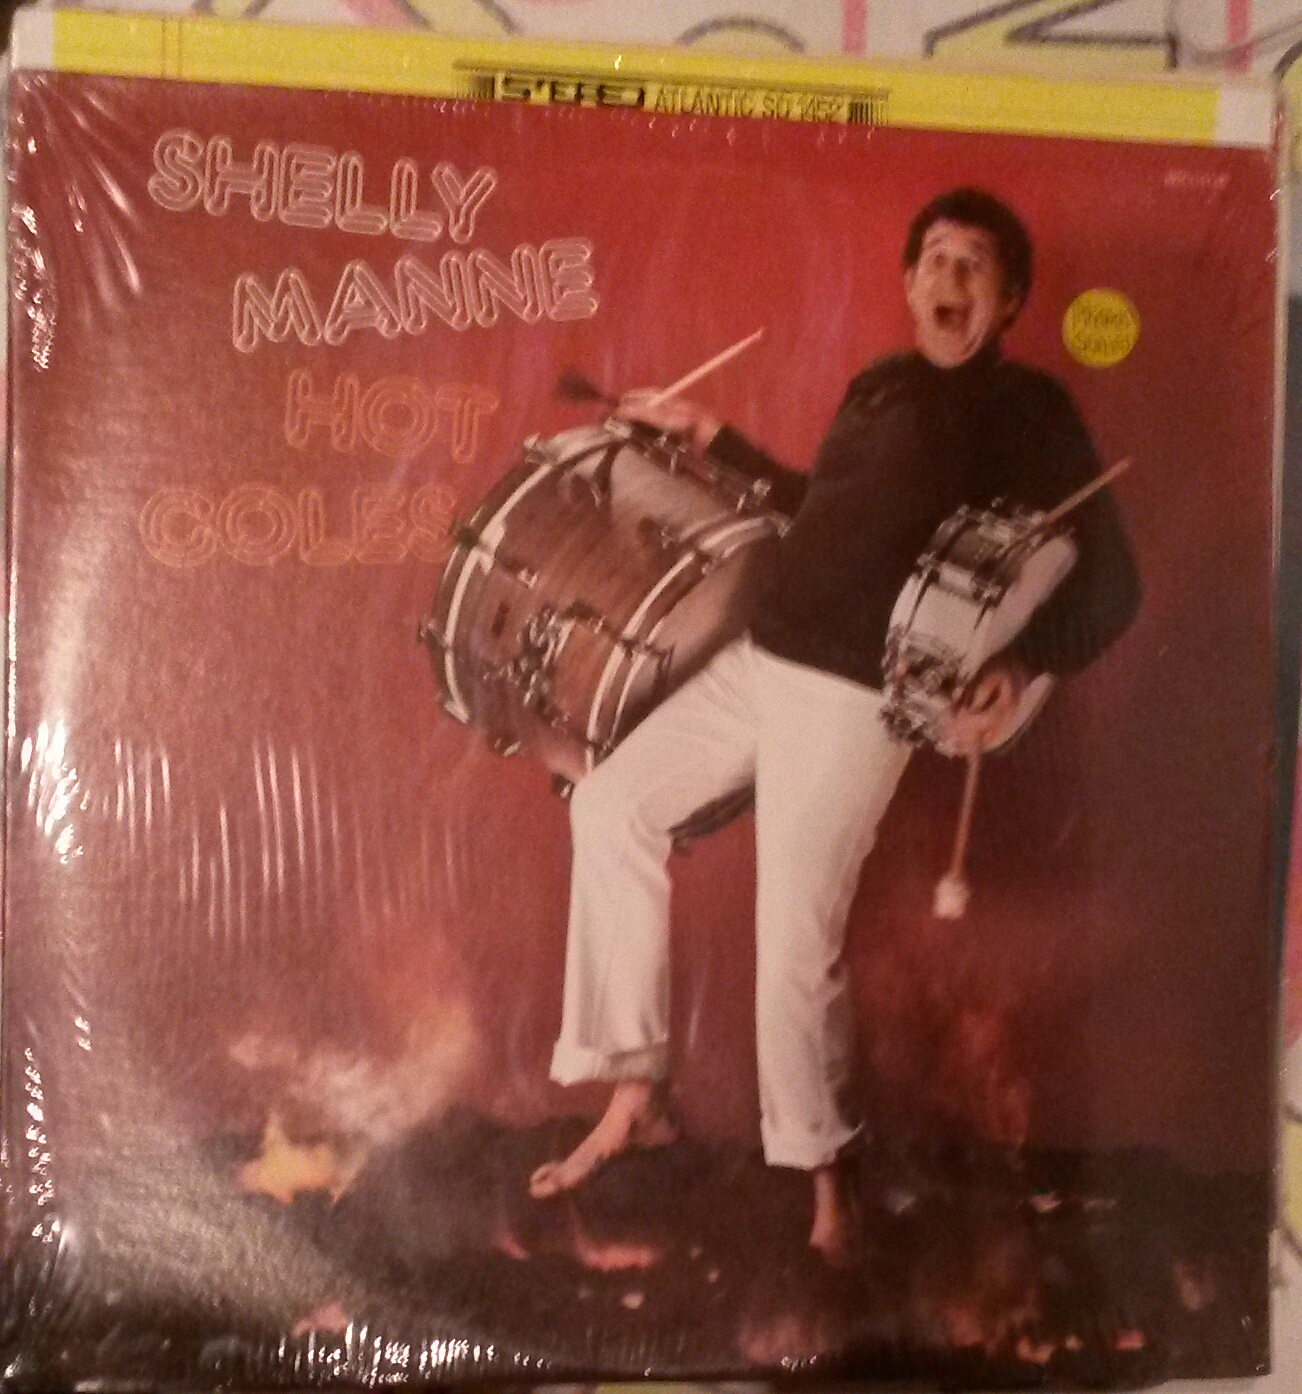 ATLANTIC SD 1452
SHELLY
MANNE
HOT
COLES